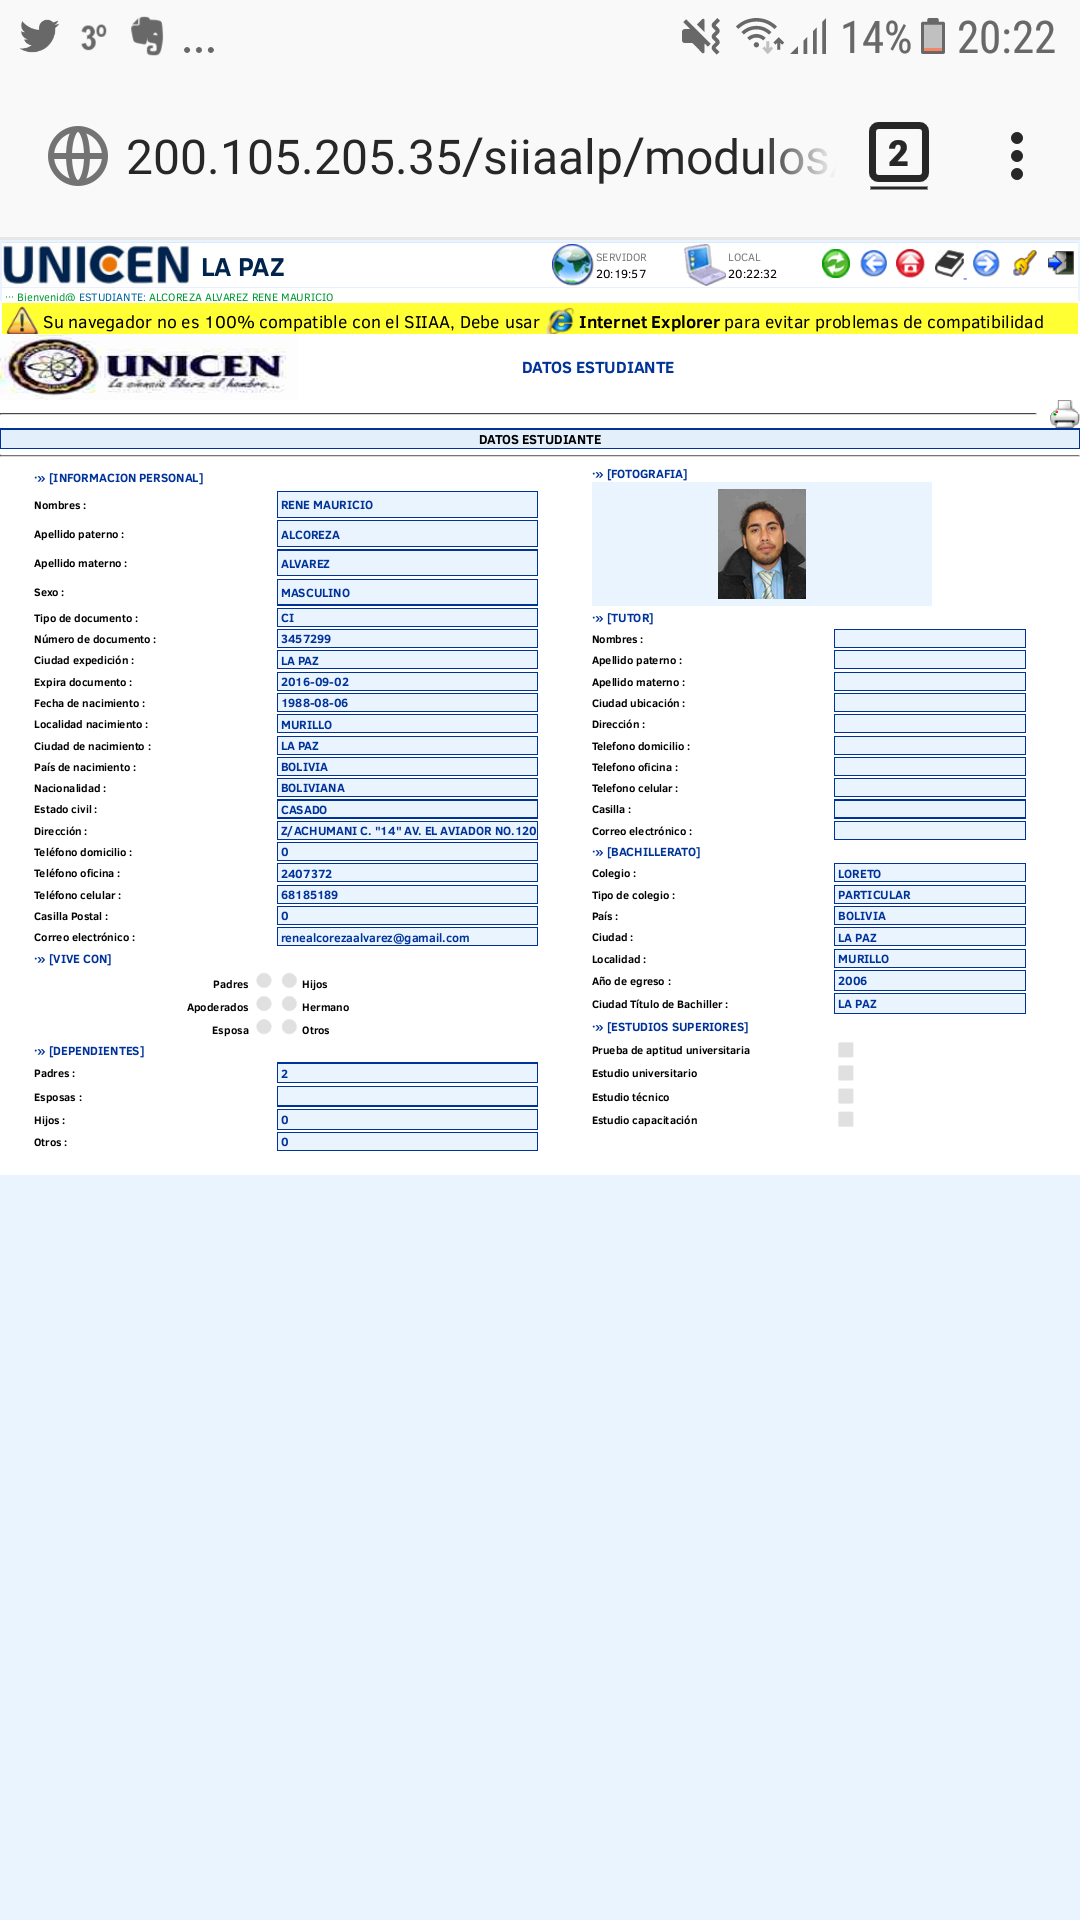 3º ... 14% 20:22
200.105.205.35/siiaalp/modulos 2
UNICEN LA PAZ SERVIDOR 20:19:57 LOCAL 20:22:32
··· Bienvenid@ ESTUDIANTE: ALCOREZA ALVAREZ RENE MAURICIO
Su navegador no es 100% compatible con el SIIAA, Debe usar Internet Explorer para evitar problemas de compatibilidad
UNICEN
La ciencia libera al hombre...
DATOS ESTUDIANTE
DATOS ESTUDIANTE
·» [INFORMACION PERSONAL]
Nombres : RENE MAURICIO
Apellido paterno : ALCOREZA
Apellido materno : ALVAREZ
Sexo : MASCULINO
Tipo de documento : CI
Número de documento : 3457299
Ciudad expedición : LA PAZ
Expira documento : 2016-09-02
Fecha de nacimiento : 1988-08-06
Localidad nacimiento : MURILLO
Ciudad de nacimiento : LA PAZ
País de nacimiento : BOLIVIA
Nacionalidad : BOLIVIANA
Estado civil : CASADO
Dirección : Z/ACHUMANI C. "14" AV. EL AVIADOR NO.120
Teléfono domicilio : 0
Teléfono oficina : 2407372
Teléfono celular : 68185189
Casilla Postal : 0
Correo electrónico : renealcorezaalvarez@gamail.com
·» [VIVE CON]
Padres Hijos
Apoderados Hermano
Esposa Otros
·» [DEPENDIENTES]
Padres : 2
Esposas :
Hijos : 0
Otros : 0
·» [FOTOGRAFIA]
·» [TUTOR]
Nombres :
Apellido paterno :
Apellido materno :
Ciudad ubicación :
Dirección :
Telefono domicilio :
Telefono oficina :
Telefono celular :
Casilla :
Correo electrónico :
·» [BACHILLERATO]
Colegio : LORETO
Tipo de colegio : PARTICULAR
País : BOLIVIA
Ciudad : LA PAZ
Localidad : MURILLO
Año de egreso : 2006
Ciudad Título de Bachiller : LA PAZ
·» [ESTUDIOS SUPERIORES]
Prueba de aptitud universitaria
Estudio universitario
Estudio técnico
Estudio capacitación